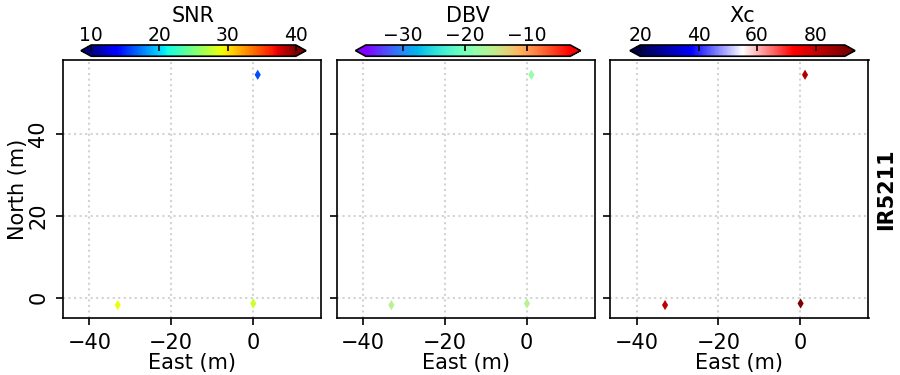 SNR DBV Xc
10 20 30 40 −30 −20 −10 20 40 60 80
North (m)
40
20
0
IR5211
−40 −20 0 −40 −20 0 −40 −20 0
East (m) East (m) East (m)